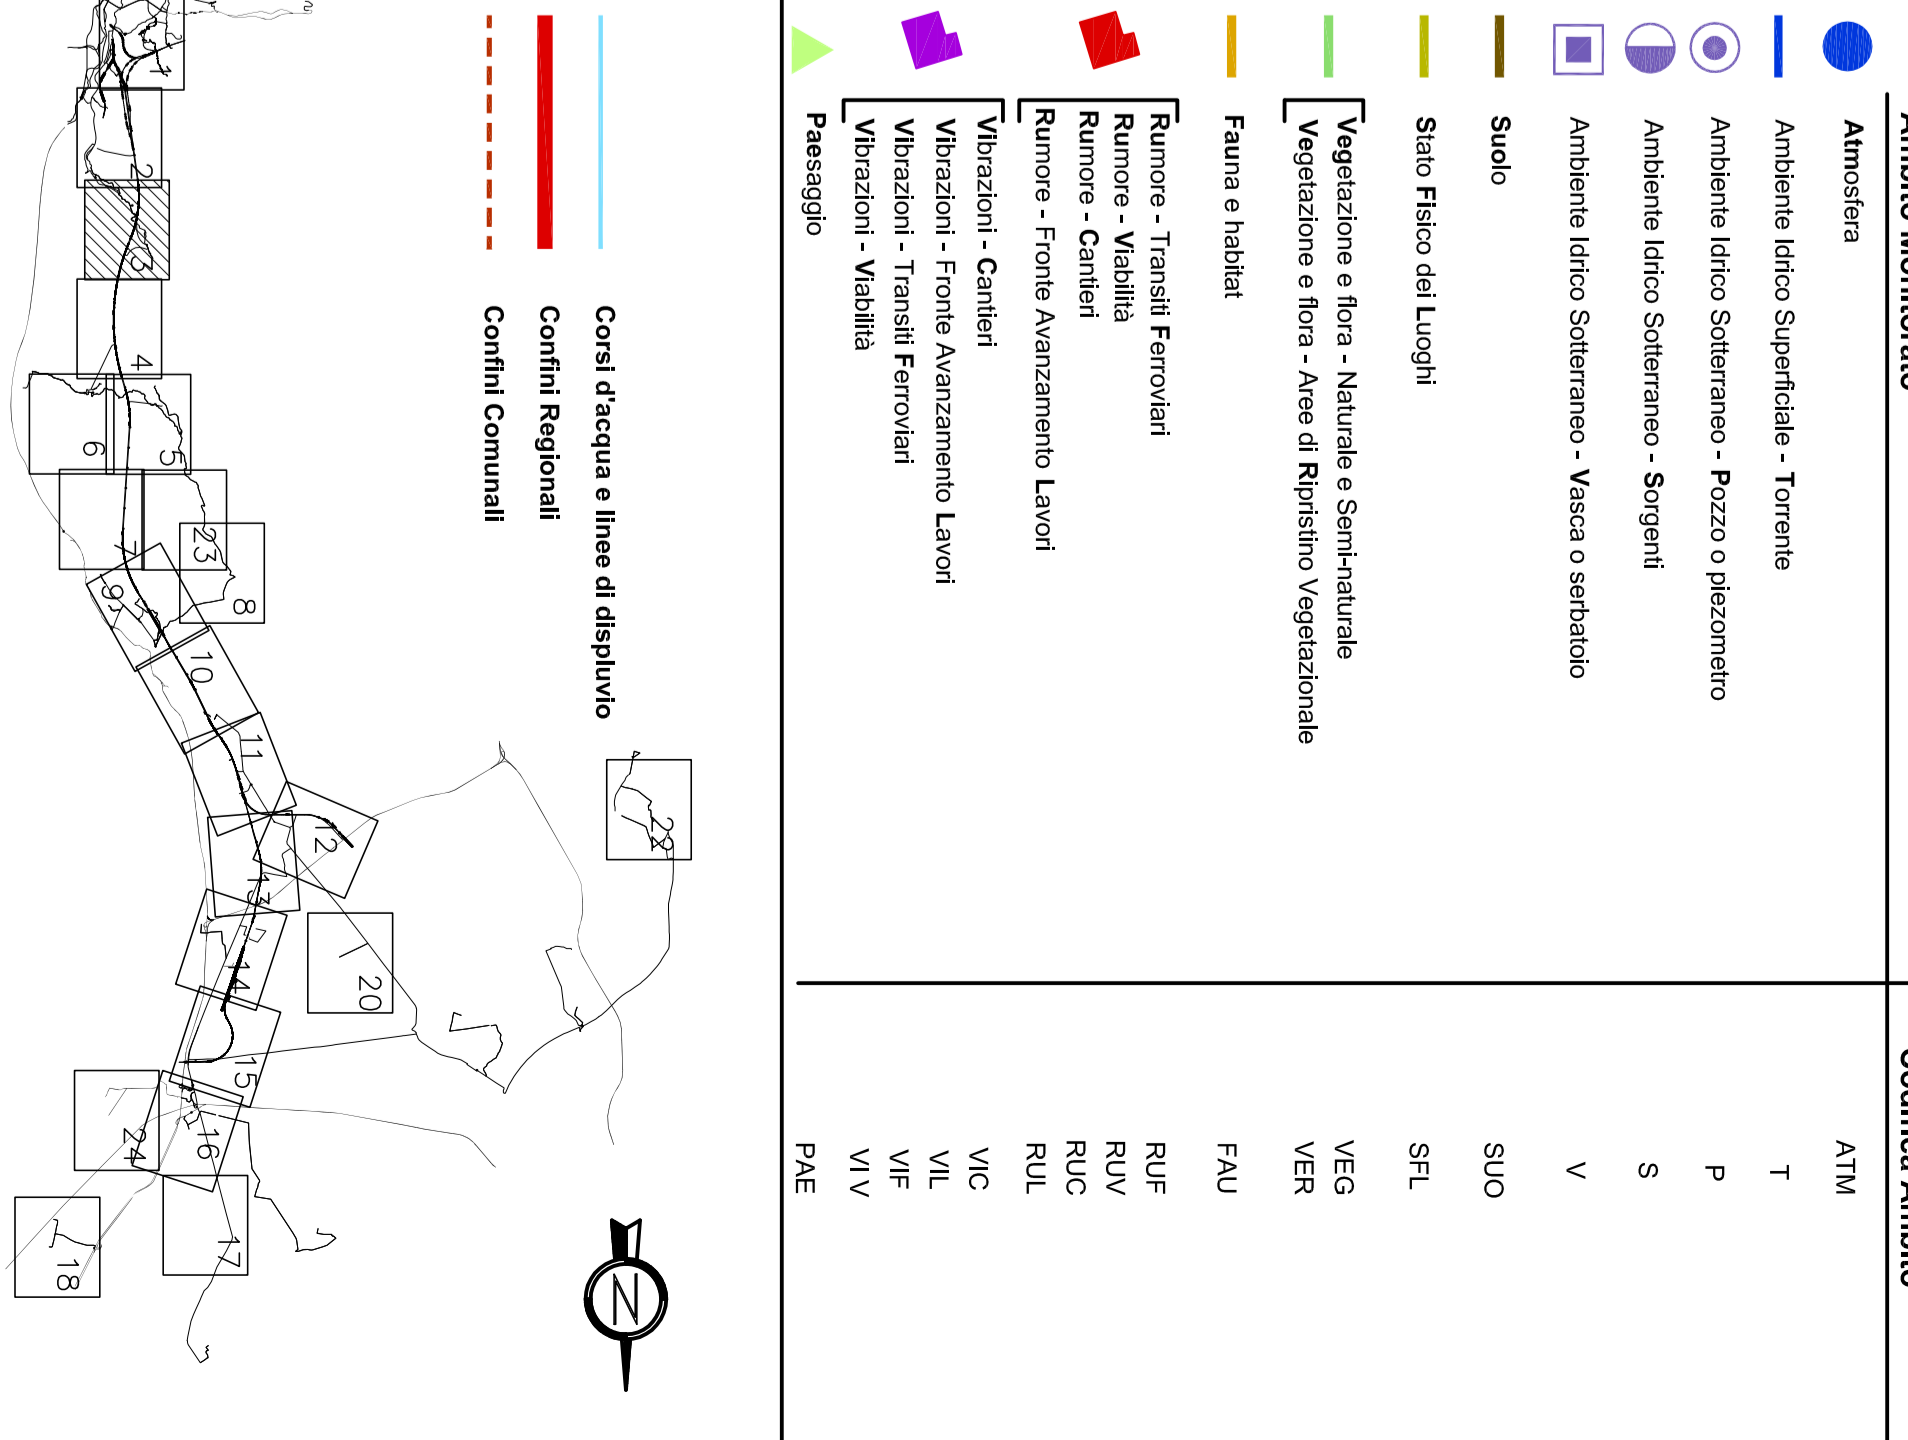 Atmosfera ATM
Ambiente Idrico Superficiale - Torrente T
Ambiente Idrico Sotterraneo - Pozzo o piezometro P
Ambiente Idrico Sotterraneo - Sorgenti S
Ambiente Idrico Sotterraneo - Vasca o serbatoio V
Suolo SUO
Stato Fisico dei Luoghi SFL
Vegetazione e flora - Naturale e Semi-naturale VEG
Vegetazione e flora - Aree di Ripristino Vegetazionale VER
Fauna e habitat FAU
Rumore - Transiti Ferroviari RUF
Rumore - Viabilità RUV
Rumore - Cantieri RUC
Rumore - Fronte Avanzamento Lavori RUL
Vibrazioni - Cantieri VIC
Vibrazioni - Fronte Avanzamento Lavori VIL
Vibrazioni - Transiti Ferroviari VIF
Vibrazioni - Viabilità VI V
Paesaggio PAE
Corsi d'acqua e linee di displuvio
Confini Regionali
Confini Comunali
N
1
2
3
4
5
6
7
23
8
9
10
11
12
13
14
15
16
17
18
20
22
24